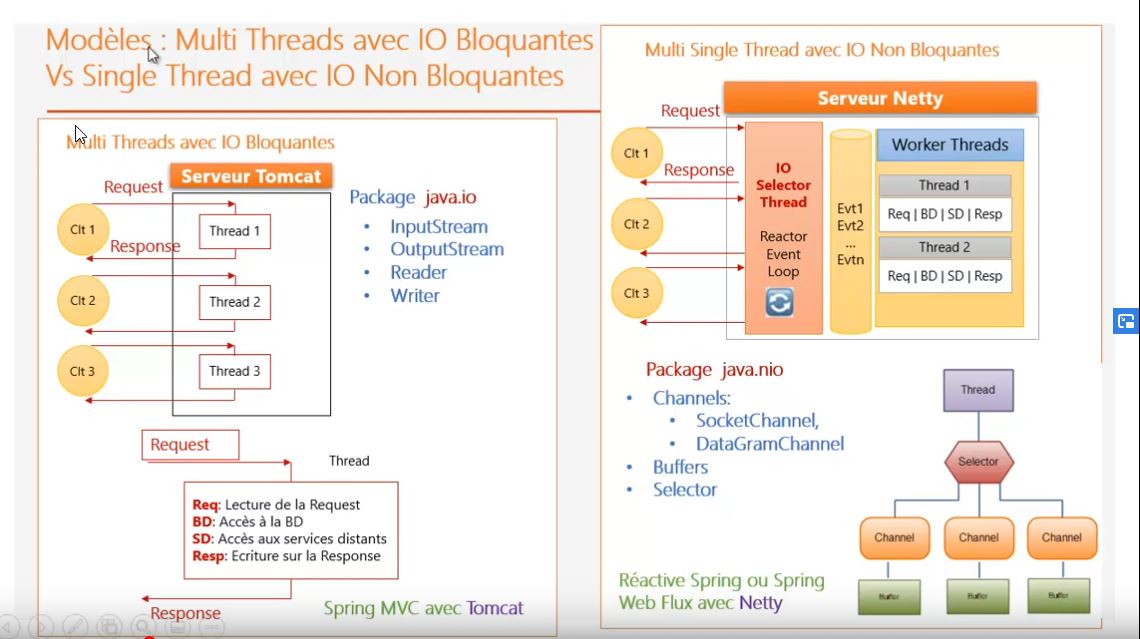 Modèles : Multi Threads avec IO Bloquantes
Vs Single Thread avec IO Non Bloquantes
Multi Threads avec IO Bloquantes
Serveur Tomcat
Request
Clt 1
Response
Thread 1
Clt 2
Thread 2
Clt 3
Thread 3
Package java.io
• InputStream
• OutputStream
• Reader
• Writer
Request
Thread
Req: Lecture de la Request
BD: Accès à la BD
SD: Accès aux services distants
Resp: Ecriture sur la Response
Response
Spring MVC avec Tomcat
Multi Single Thread avec IO Non Bloquantes
Serveur Netty
Request
Clt 1
Response
Clt 2
Clt 3
IO
Selector
Thread
Reactor
Event
Loop
Evt1
Evt2
...
Evtn
Worker Threads
Thread 1
Req | BD | SD | Resp
Thread 2
Req | BD | SD | Resp
Package java.nio
• Channels:
• SocketChannel,
• DataGramChannel
• Buffers
• Selector
Thread
Selector
Channel
Channel
Channel
Buffer
Buffer
Buffer
Réactive Spring ou Spring
Web Flux avec Netty